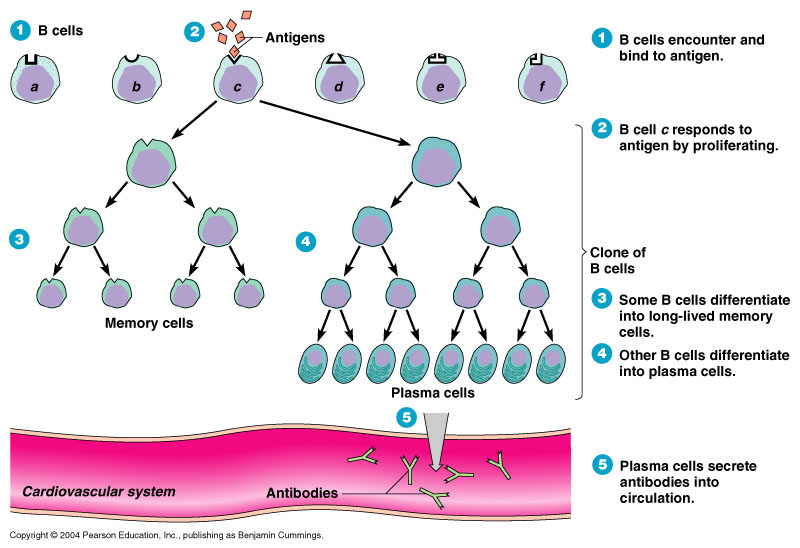 1 B cells
2
Antigens
a b c d e f
1 B cells encounter and
bind to antigen.
2 B cell c responds to
antigen by proliferating.
3
4
Clone of
B cells
Memory cells
3 Some B cells differentiate
into long-lived memory
cells.
4 Other B cells differentiate
into plasma cells.
Plasma cells
5
Cardiovascular system
Antibodies
5 Plasma cells secrete
antibodies into
circulation.
Copyright © 2004 Pearson Education, Inc., publishing as Benjamin Cummings.